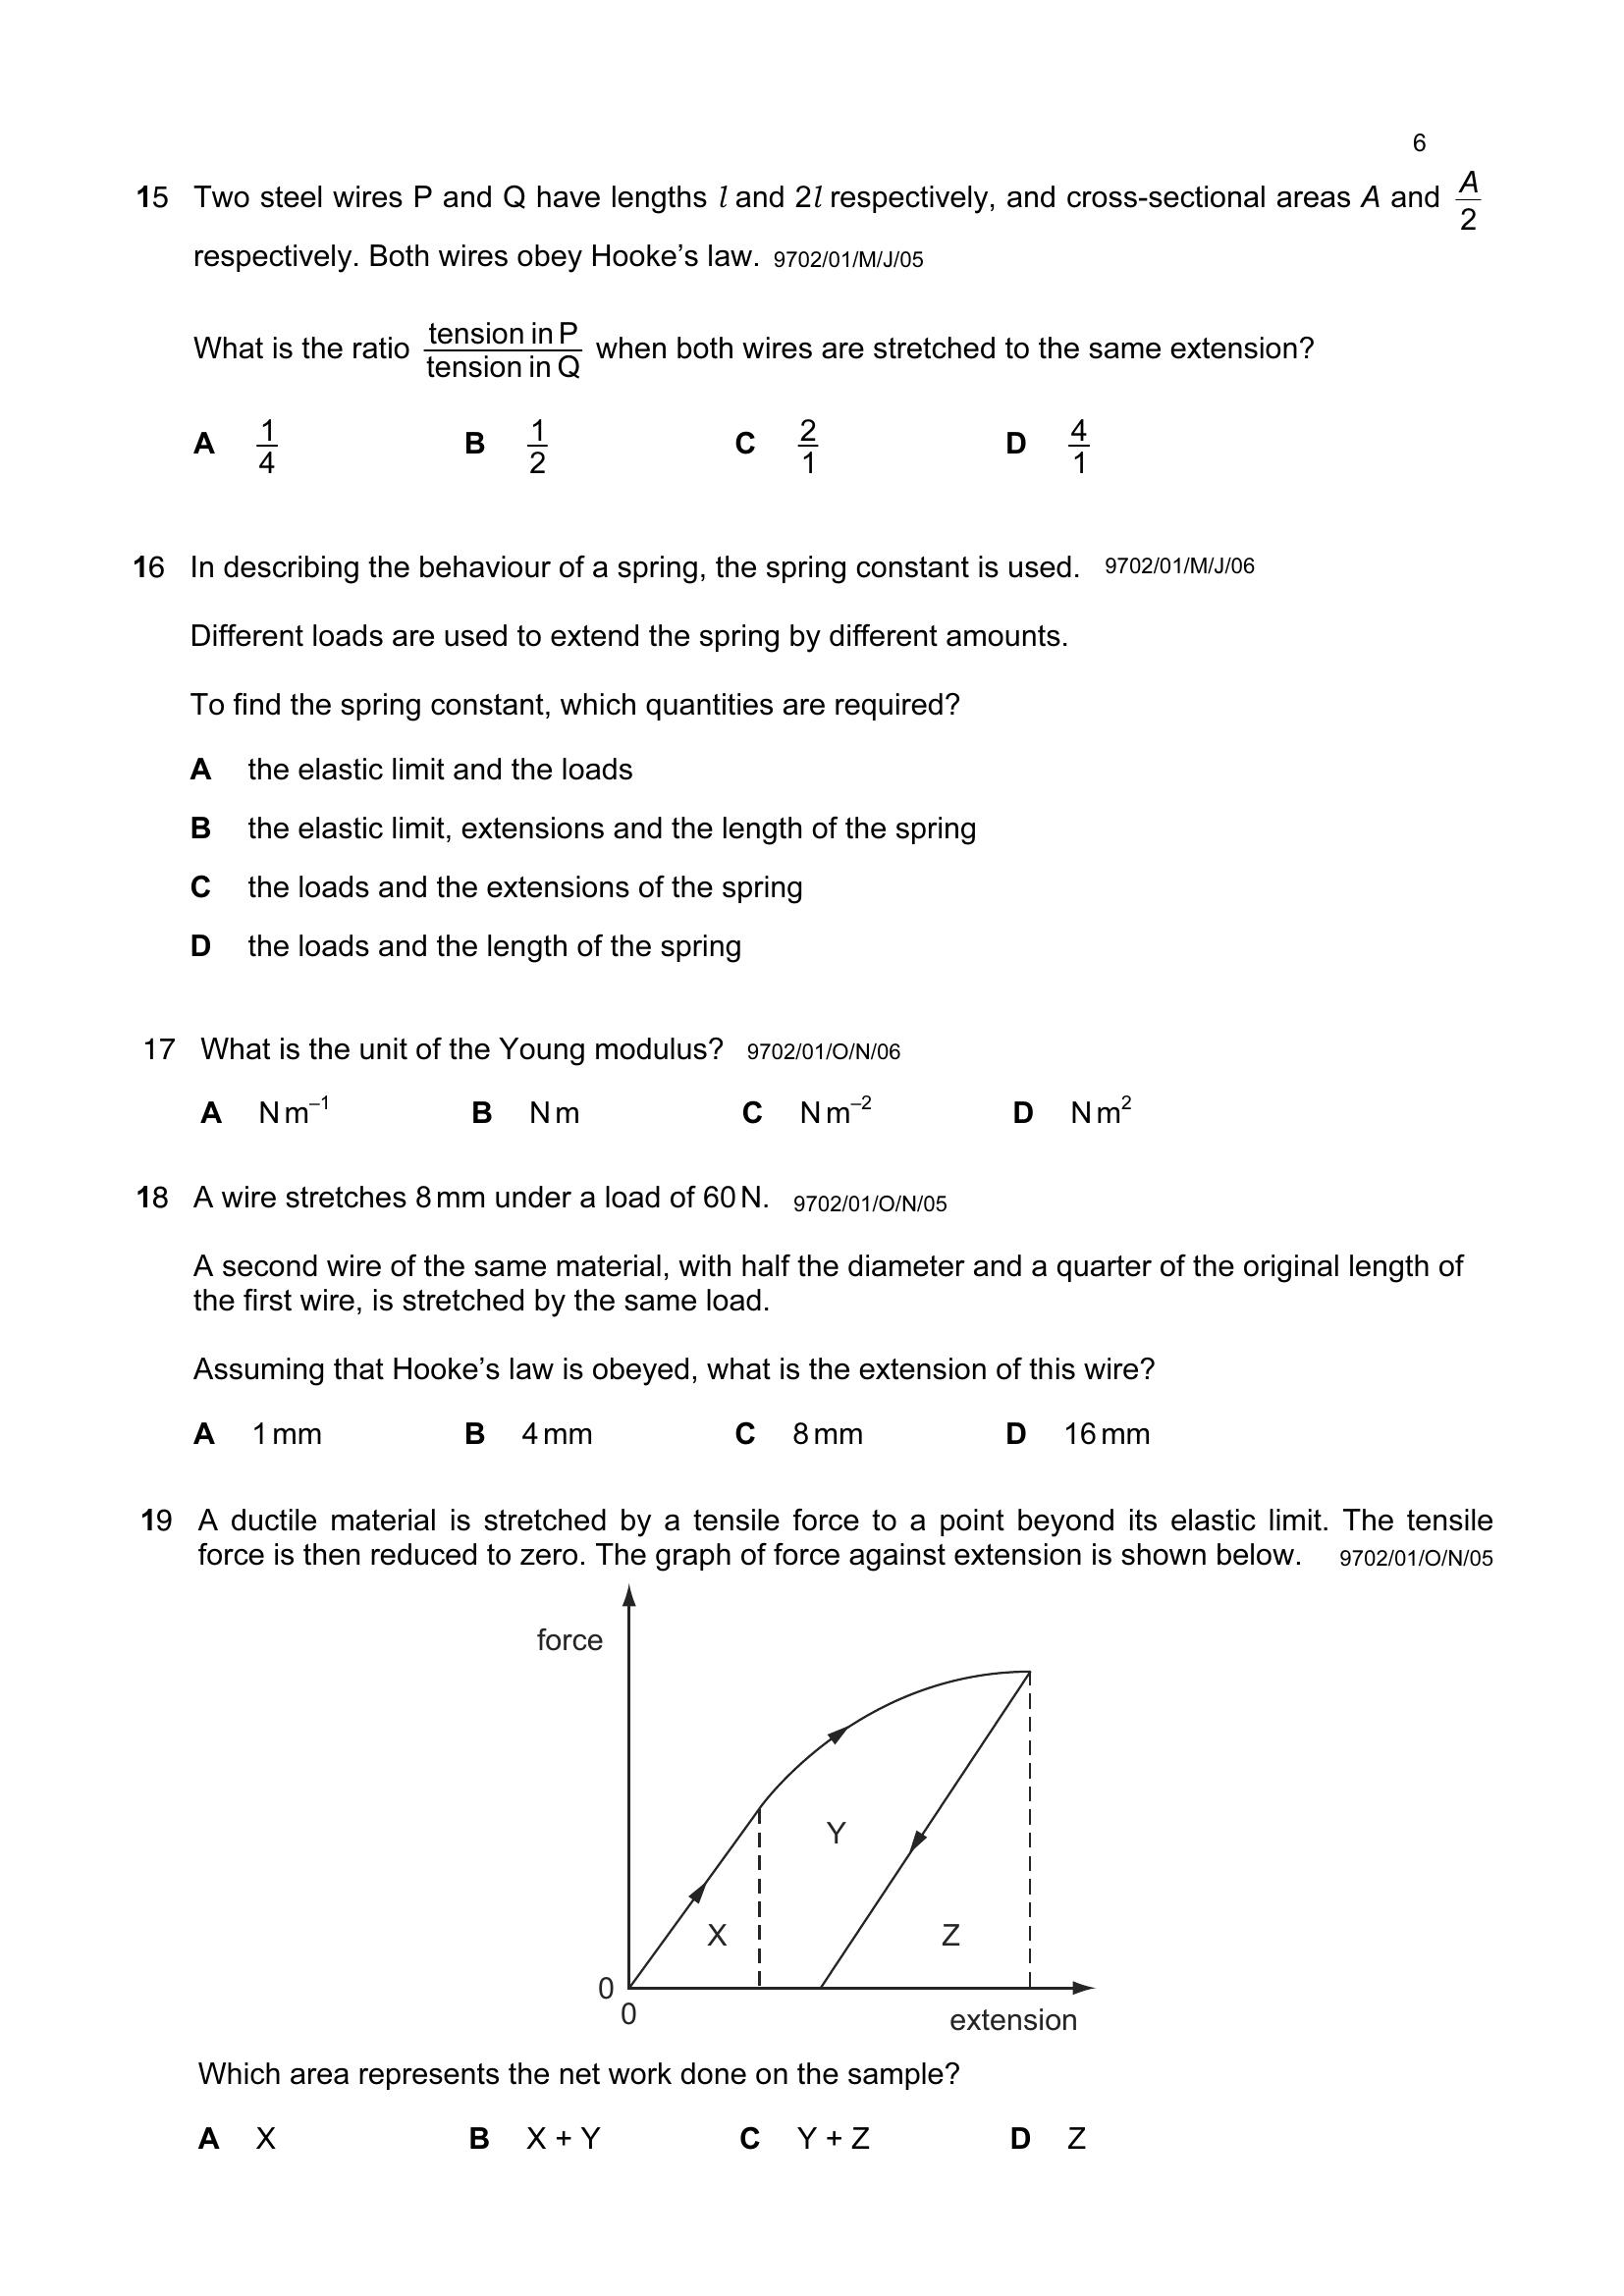 6
15 Two steel wires P and Q have lengths l and 2l respectively, and cross-sectional areas A and A/2
respectively. Both wires obey Hooke’s law. 9702/01/M/J/05
What is the ratio tension in P/tension in Q when both wires are stretched to the same extension?
A 1/4 B 1/2 C 2/1 D 4/1
16 In describing the behaviour of a spring, the spring constant is used. 9702/01/M/J/06
Different loads are used to extend the spring by different amounts.
To find the spring constant, which quantities are required?
A the elastic limit and the loads
B the elastic limit, extensions and the length of the spring
C the loads and the extensions of the spring
D the loads and the length of the spring
17 What is the unit of the Young modulus? 9702/01/O/N/06
A N m⁻¹ B N m C N m⁻² D N m²
18 A wire stretches 8 mm under a load of 60 N. 9702/01/O/N/05
A second wire of the same material, with half the diameter and a quarter of the original length of
the first wire, is stretched by the same load.
Assuming that Hooke’s law is obeyed, what is the extension of this wire?
A 1 mm B 4 mm C 8 mm D 16 mm
19 A ductile material is stretched by a tensile force to a point beyond its elastic limit. The tensile
force is then reduced to zero. The graph of force against extension is shown below. 9702/01/O/N/05
force
Y
X Z
0
0
extension
Which area represents the net work done on the sample?
A X B X + Y C Y + Z D Z